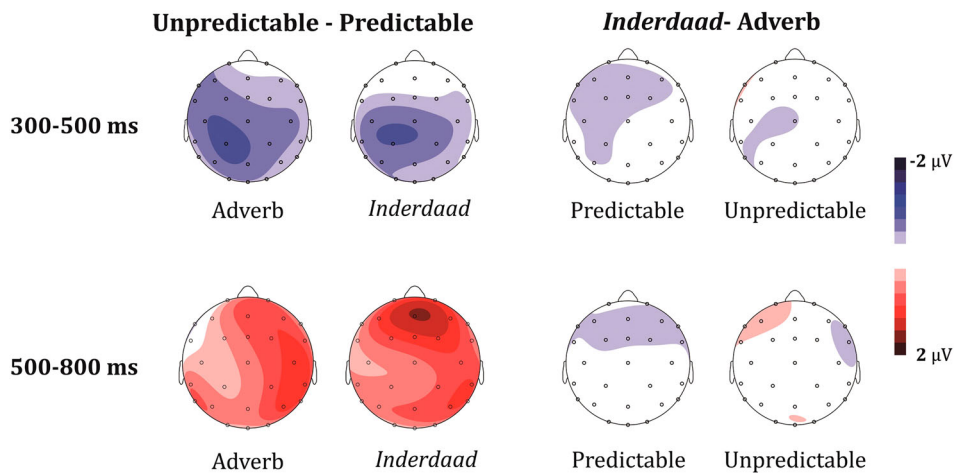 Unpredictable - Predictable
Inderdaad- Adverb
300-500 ms
Adverb
Inderdaad
Predictable
Unpredictable
-2 µV
500-800 ms
2 µV
Adverb
Inderdaad
Predictable
Unpredictable